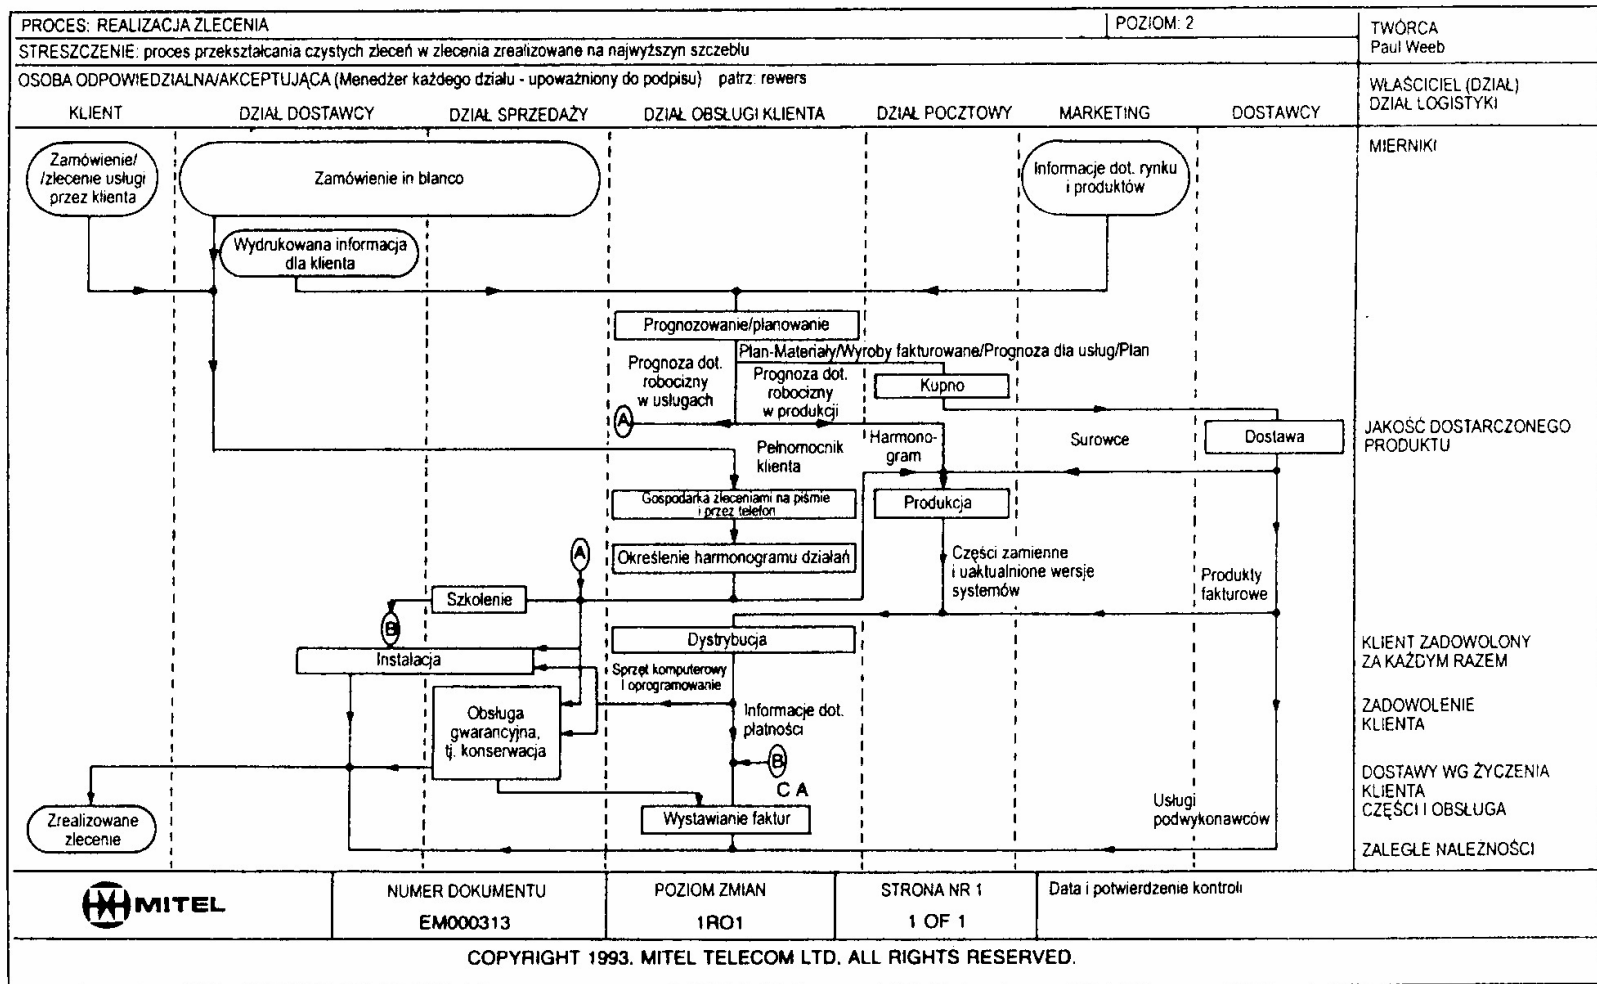 PROCES: REALIZACJA ZLECENIA
POZIOM: 2
TWÓRCA
Paul Weeb
STRESZCZENIE: proces przekształcania czystych zleceń w zlecenia zrealizowane na najwyższyn szczeblu
OSOBA ODPOWIEDZIALNA/AKCEPTUJĄCA (Menedżer każdego działu - upoważniony do podpisu) patrz: rewers
WŁAŚCICIEL (DZIAŁ)
DZIAŁ LOGISTYKI
KLIENT
DZIAŁ DOSTAWCY
DZIAŁ SPRZEDAŻY
DZIAŁ OBSŁUGI KLIENTA
DZIAŁ POCZTOWY
MARKETING
DOSTAWCY
MIERNIKI
Zamówienie/
/zlecenie usługi
przez klienta
Zamówienie in blanco
Informacje dot. rynku
i produktów
Wydrukowana informacja
dla klienta
Prognozowanie/planowanie
Plan-Materiały/Wyroby fakturowane/Prognoza dla usług/Plan
Prognoza dot.
robocizny
w usługach
Prognoza dot.
robocizny
w produkcji
Kupno
A
Pełnomocnik
klienta
Harmono-
gram
Surowce
Dostawa
JAKOŚĆ DOSTARCZONEGO
PRODUKTU
Gospodarka zleceniami na piśmie
i przez telefon
Produkcja
A
Określenie harmonogramu działań
Części zamienne
i uaktualnione wersje
systemów
Produkty
fakturowe
Szkolenie
B
Dystrybucja
Instalacja
Sprzęt komputerowy
i oprogramowanie
KLIENT ZADOWOLONY
ZA KAŻDYM RAZEM
Obsługa
gwarancyjna,
tj. konserwacja
Informacje dot.
płatności
ZADOWOLENIE
KLIENTA
B
C A
DOSTAWY WG ŻYCZENIA
KLIENTA
CZĘŚCI I OBSŁUGA
Zrealizowane
zlecenie
Wystawianie faktur
Usługi
podwykonawców
ZALEGŁE NALEŻNOŚCI
MITEL
NUMER DOKUMENTU
EM000313
POZIOM ZMIAN
1RO1
STRONA NR 1
1 OF 1
Data i potwierdzenie kontroli
COPYRIGHT 1993. MITEL TELECOM LTD. ALL RIGHTS RESERVED.